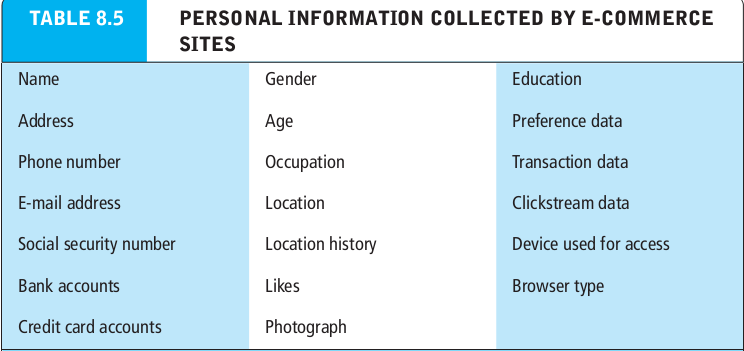 TABLE 8.5 PERSONAL INFORMATION COLLECTED BY E-COMMERCE
SITES
Name Gender Education
Address Age Preference data
Phone number Occupation Transaction data
E-mail address Location Clickstream data
Social security number Location history Device used for access
Bank accounts Likes Browser type
Credit card accounts Photograph